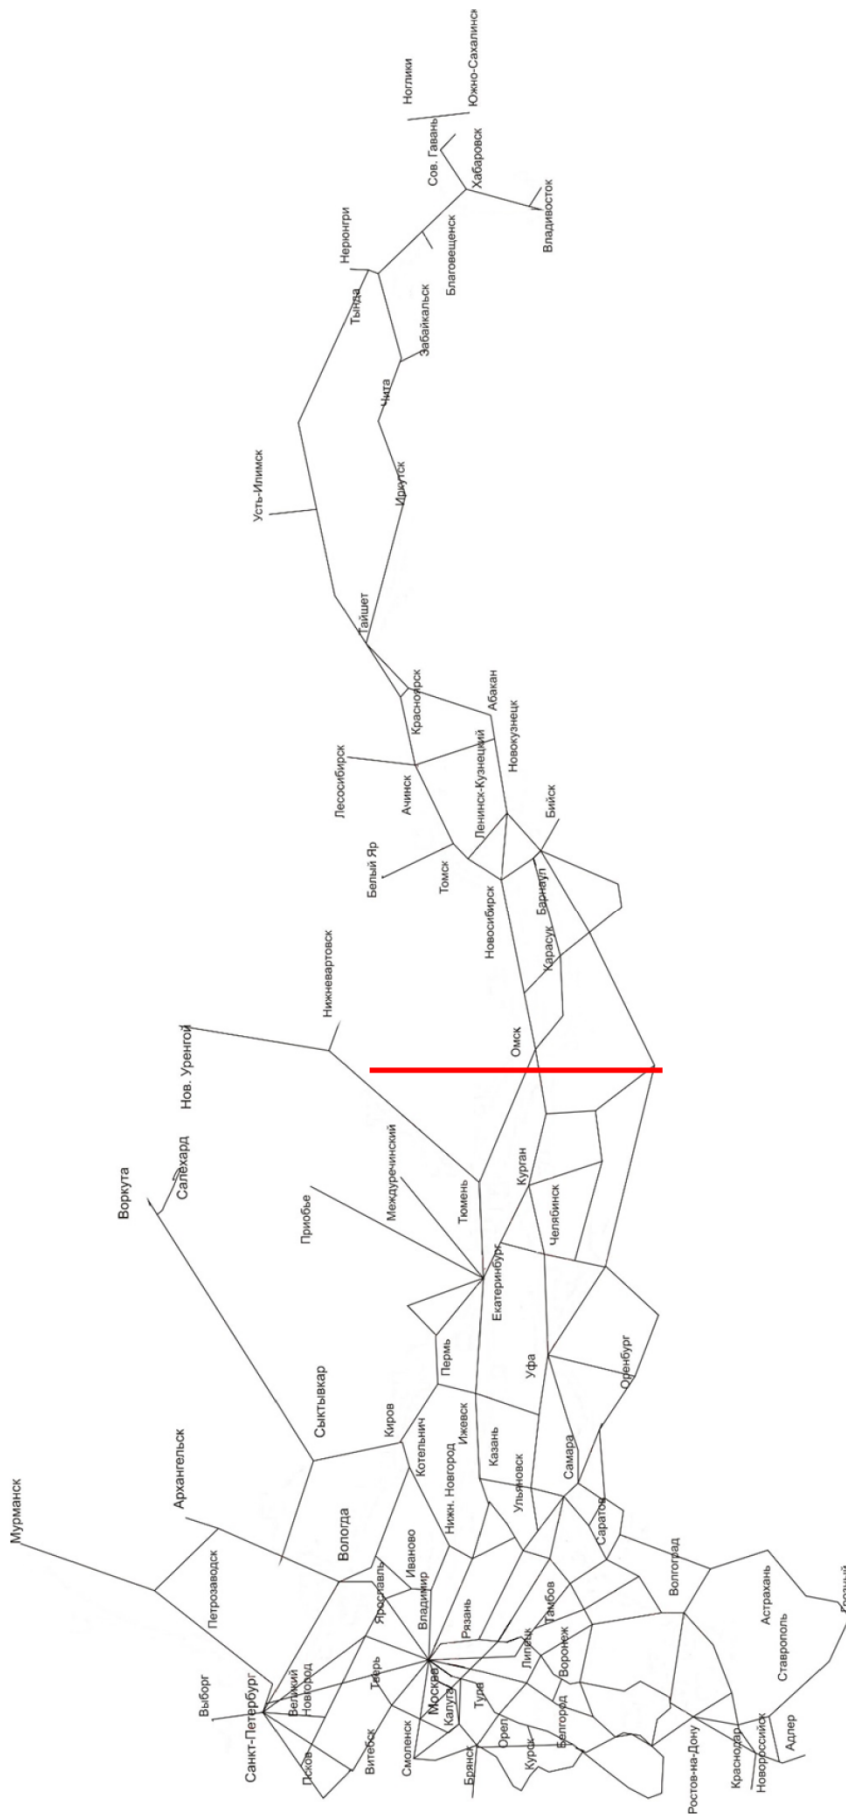 Ноглики
Южно-Сахалинск
Сов. Гавань
Хабаровск
Владивосток
Нерюнгри
Тында
Благовещенск
Забайкальск
Чита
Усть-Илимск
Иркутск
Тайшет
Красноярск
Абакан
Лесосибирск
Ачинск
Ленинск-Кузнецкий
Новокузнецк
Бийск
Белый Яр
Томск
Новосибирск
Барнаул
Карасук
Нижневартовск
Нов. Уренгой
Омск
Воркута
Салехард
Приобье
Междуреченский
Тюмень
Курган
Челябинск
Екатеринбург
Пермь
Уфа
Оренбург
Сыктывкар
Киров
Котельнич
Ижевск
Казань
Нижн. Новгород
Ульяновск
Самара
Саратов
Мурманск
Архангельск
Петрозаводск
Вологда
Иваново
Ярославль
Владимир
Рязань
Тамбов
Волгоград
Астрахань
Ставрополь
Грозный
Выборг
Санкт-Петербург
Великий
Новгород
Псков
Тверь
Витебск
Москва
Смоленск
Калуга
Тула
Липецк
Воронеж
Брянск
Орел
Курск
Белгород
Ростов-на-Дону
Краснодар
Новороссийск
Адлер